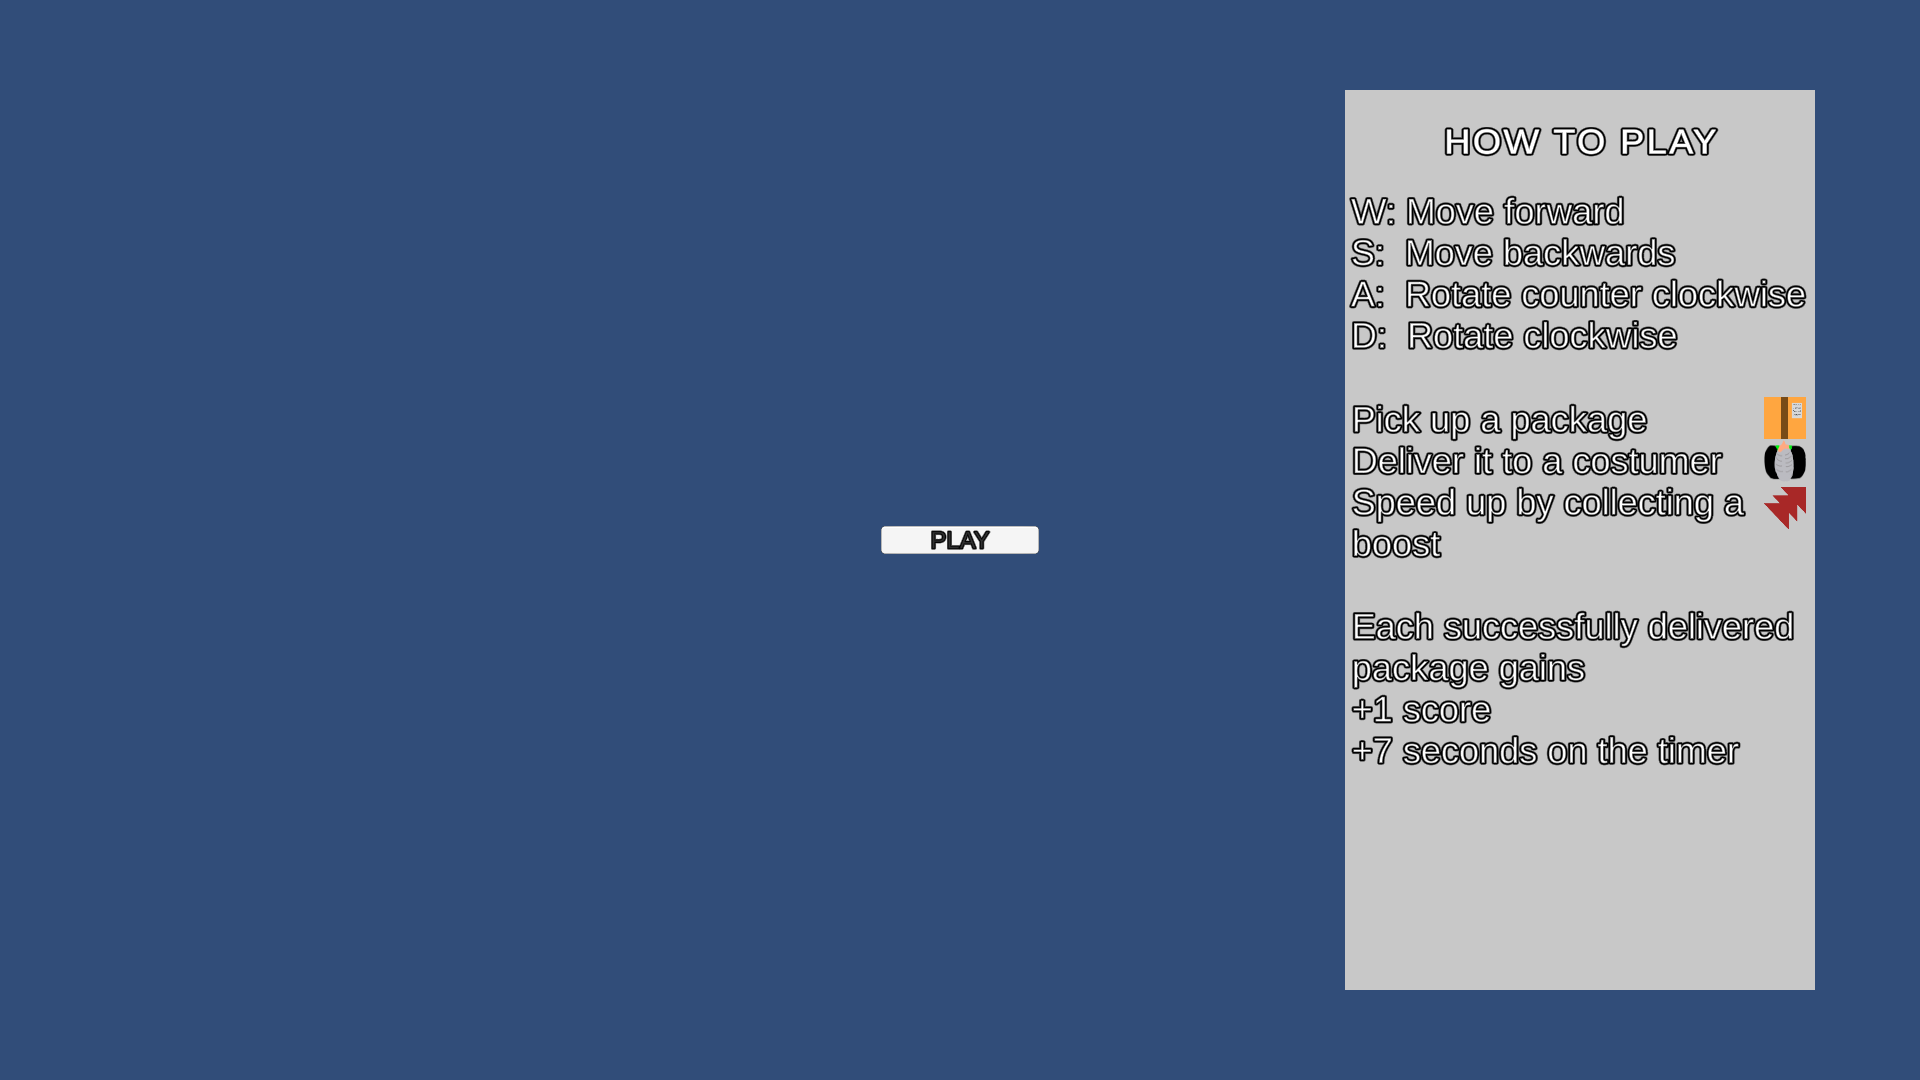 HOW TO PLAY
W: Move forward
S: Move backwards
A: Rotate counter clockwise
D: Rotate clockwise
Pick up a package
Deliver it to a costumer
Speed up by collecting a
boost
PLAY
Each successfully delivered
package gains
+1 score
+7 seconds on the timer